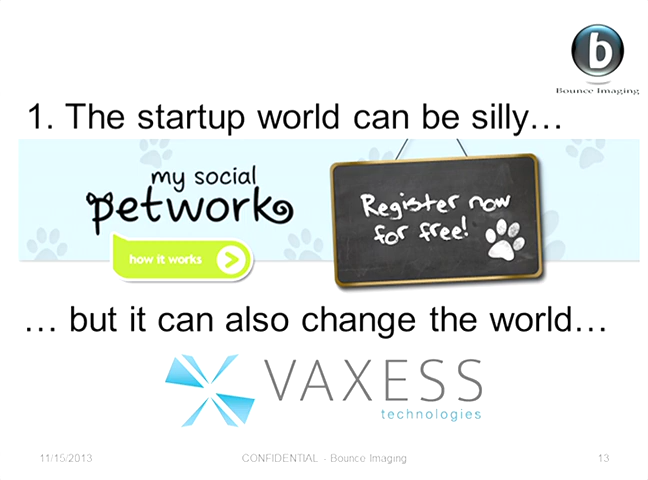 b
Bounce Imaging
1. The startup world can be silly…
my social
petwork
how it works
Register now
for free!
… but it can also change the world…
VAXESS
technologies
11/15/2013
CONFIDENTIAL - Bounce Imaging
13